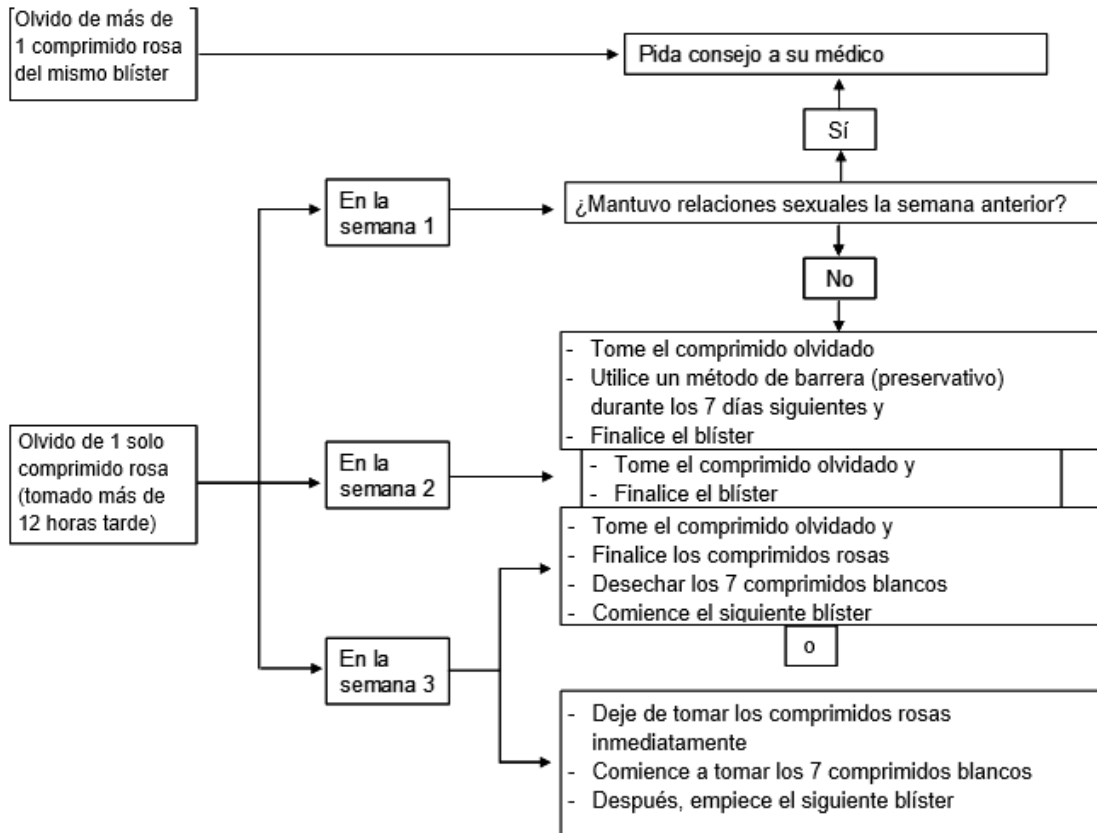 Olvido de más de
1 comprimido rosa
del mismo blíster
Pida consejo a su médico
Sí
En la
semana 1
¿Mantuvo relaciones sexuales la semana anterior?
No
- Tome el comprimido olvidado
- Utilice un método de barrera (preservativo)
durante los 7 días siguientes y
- Finalice el blíster
Olvido de 1 solo
comprimido rosa
(tomado más de
12 horas tarde)
En la
semana 2
- Tome el comprimido olvidado y
- Finalice el blíster
- Tome el comprimido olvidado y
- Finalice los comprimidos rosas
- Desechar los 7 comprimidos blancos
- Comience el siguiente blíster
o
En la
semana 3
- Deje de tomar los comprimidos rosas
inmediatamente
- Comience a tomar los 7 comprimidos blancos
- Después, empiece el siguiente blíster